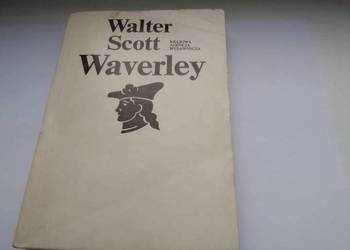 Walter
Scott
KRAJOWA
AGENCJA
WYDAWNICZA
Waverley